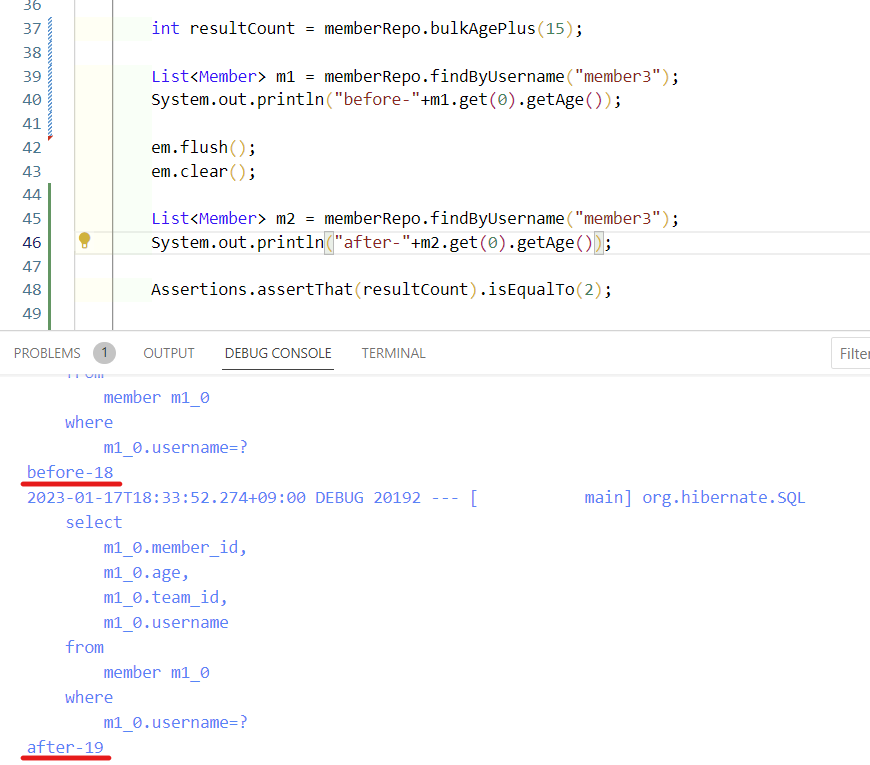 36
37 int resultCount = memberRepo.bulkAgePlus(15);
38
39 List<Member> m1 = memberRepo.findByUsername("member3");
40 System.out.println("before-"+m1.get(0).getAge());
41
42 em.flush();
43 em.clear();
44
45 List<Member> m2 = memberRepo.findByUsername("member3");
46 System.out.println("after-"+m2.get(0).getAge());
47
48 Assertions.assertThat(resultCount).isEqualTo(2);
49
PROBLEMS 1 OUTPUT DEBUG CONSOLE TERMINAL Filter
from
member m1_0
where
m1_0.username=?
before-18
2023-01-17T18:33:52.274+09:00 DEBUG 20192 --- [ main] org.hibernate.SQL
select
m1_0.member_id,
m1_0.age,
m1_0.team_id,
m1_0.username
from
member m1_0
where
m1_0.username=?
after-19